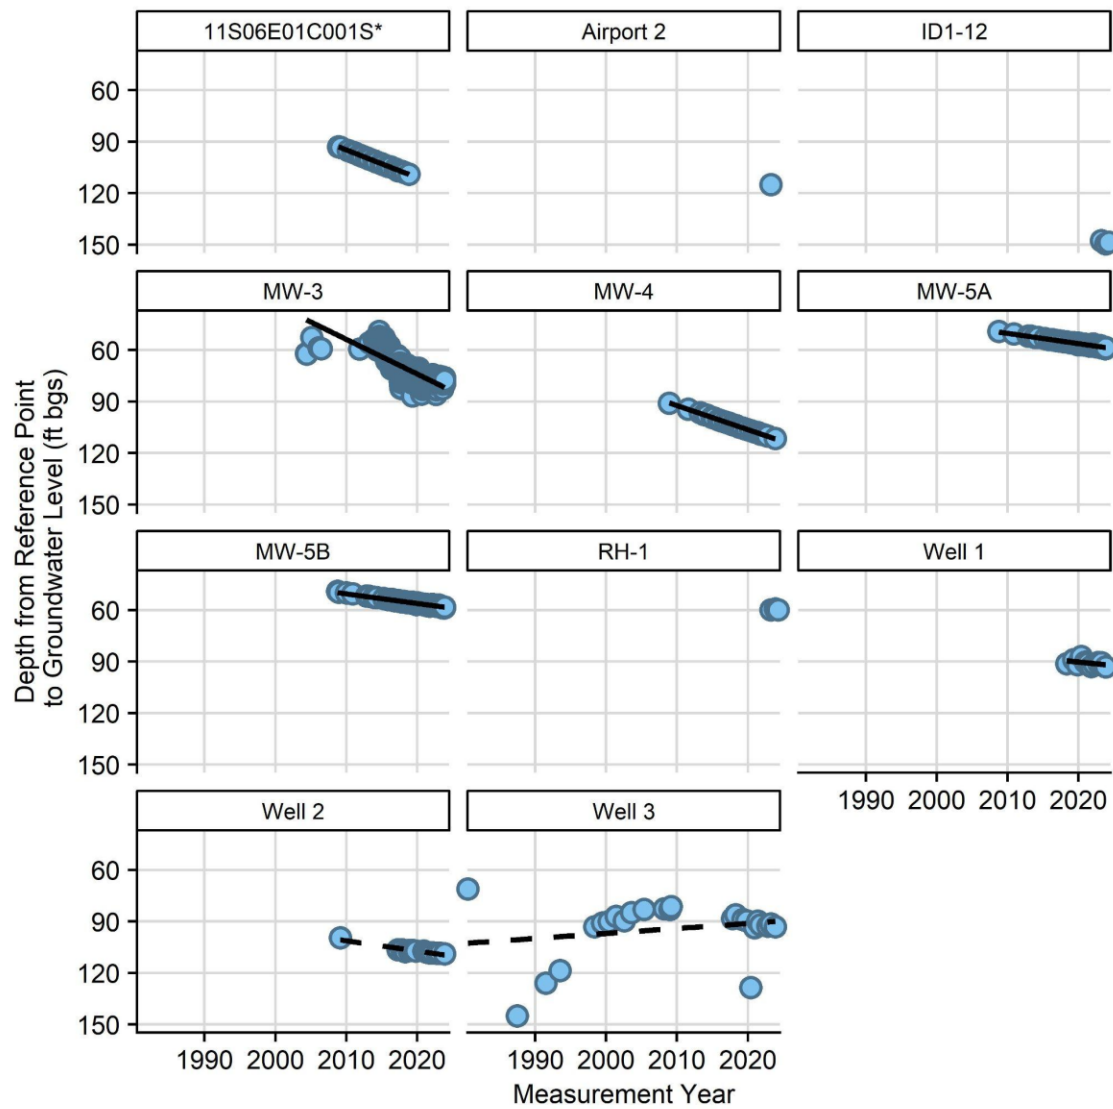 11S06E01C001S*
Airport 2
ID1-12
60
90
120
150
MW-3
MW-4
MW-5A
60
90
120
150
MW-5B
RH-1
Well 1
60
90
120
150
1990 2000 2010 2020
Well 2
Well 3
60
90
120
150
1990 2000 2010 2020
1990 2000 2010 2020
Measurement Year
Depth from Reference Point
to Groundwater Level (ft bgs)